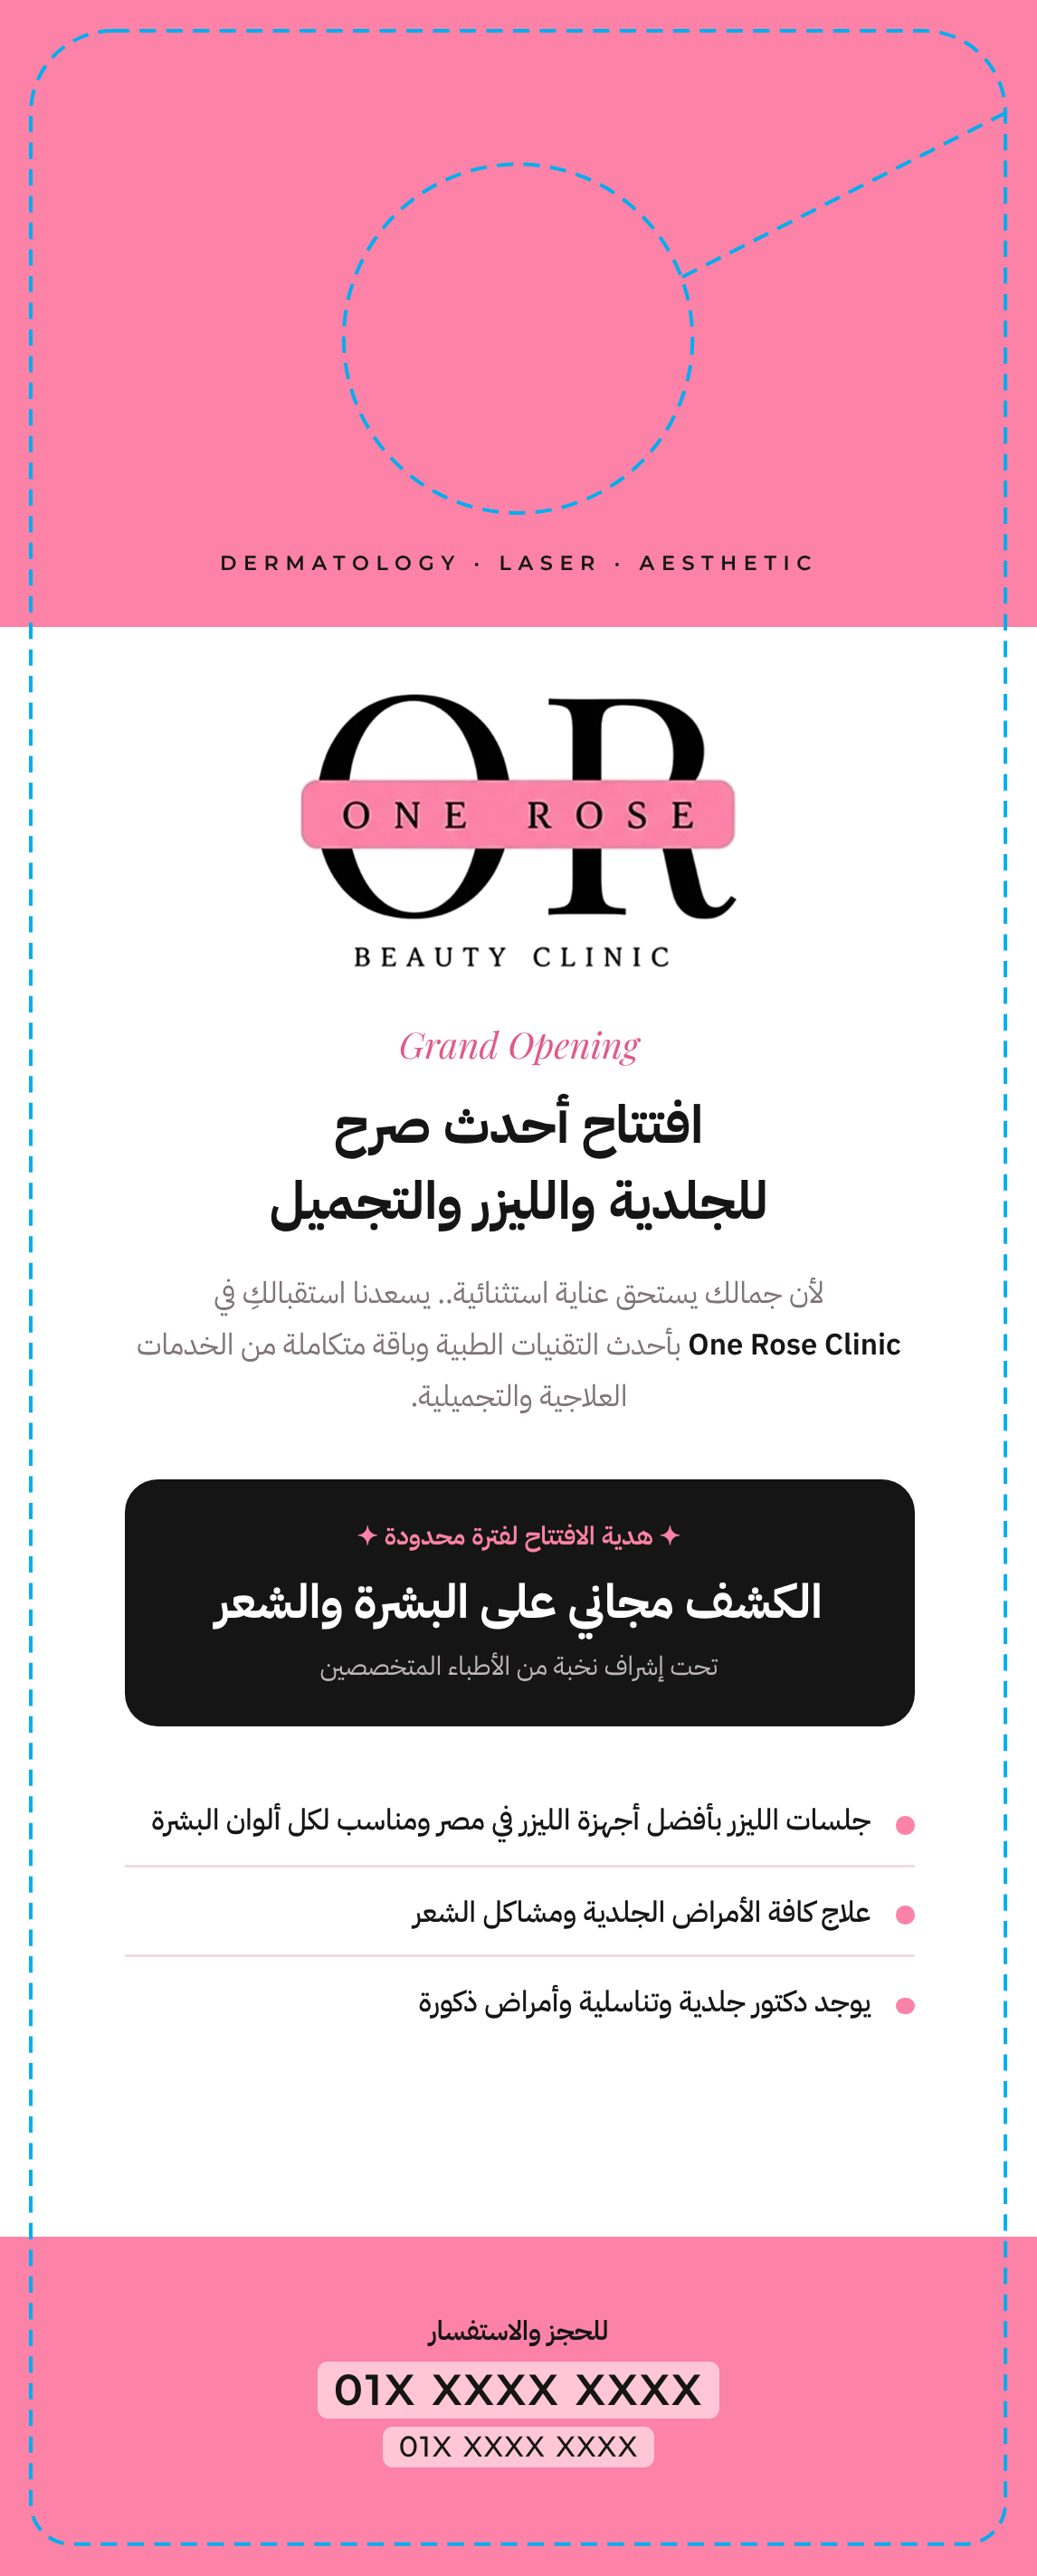 DERMATOLOGY · LASER · AESTHETIC
OR
ONE ROSE
BEAUTY CLINIC
Grand Opening
افتتاح أحدث صرح
للجلدية والليزر والتجميل
لأن جمالك يستحق عناية استثنائية.. يسعدنا استقبالكِ في
One Rose Clinic بأحدث التقنيات الطبية وباقة متكاملة من الخدمات
العلاجية والتجميلية.
✦ هدية الافتتاح لفترة محدودة ✦
الكشف مجاني على البشرة والشعر
تحت إشراف نخبة من الأطباء المتخصصين
جلسات الليزر بأفضل أجهزة الليزر في مصر ومناسب لكل ألوان البشرة
علاج كافة الأمراض الجلدية ومشاكل الشعر
يوجد دكتور جلدية وتناسلية وأمراض ذكورة
للحجز والاستفسار
01X XXXX XXXX
01X XXXX XXXX